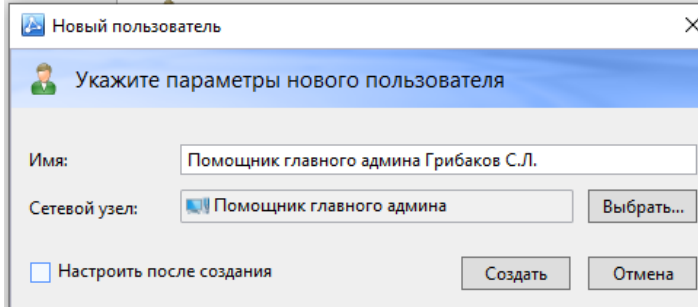 Новый пользователь
Укажите параметры нового пользователя
Имя: Помощник главного админа Грибаков С.Л.
Сетевой узел: Помощник главного админа Выбрать...
Настроить после создания Создать Отмена